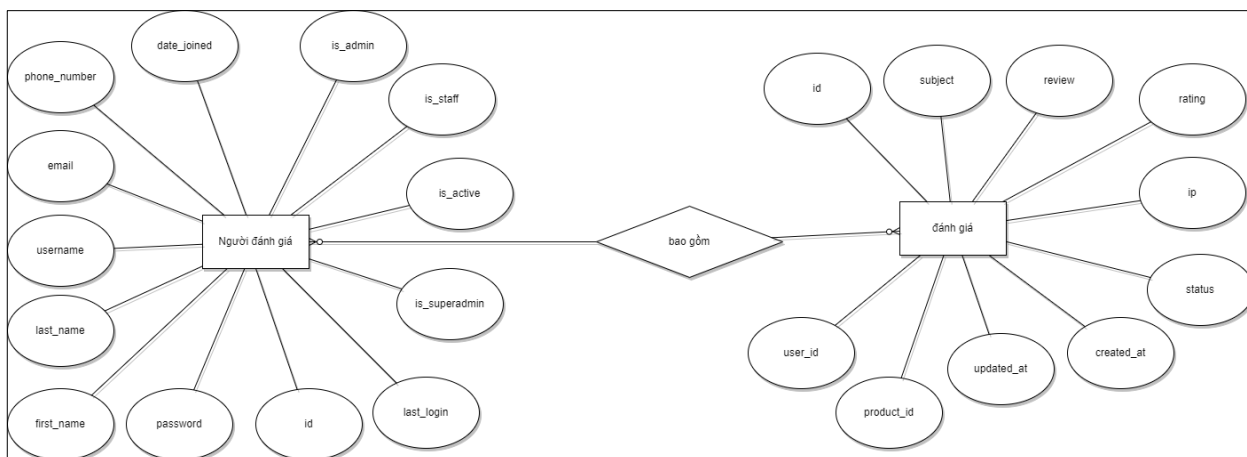 date_joined
is_admin
phone_number
is_staff
email
is_active
username
Người đánh giá
is_superadmin
last_name
first_name
password
id
last_login
bao gồm
id
subject
review
rating
ip
đánh giá
status
user_id
product_id
updated_at
created_at